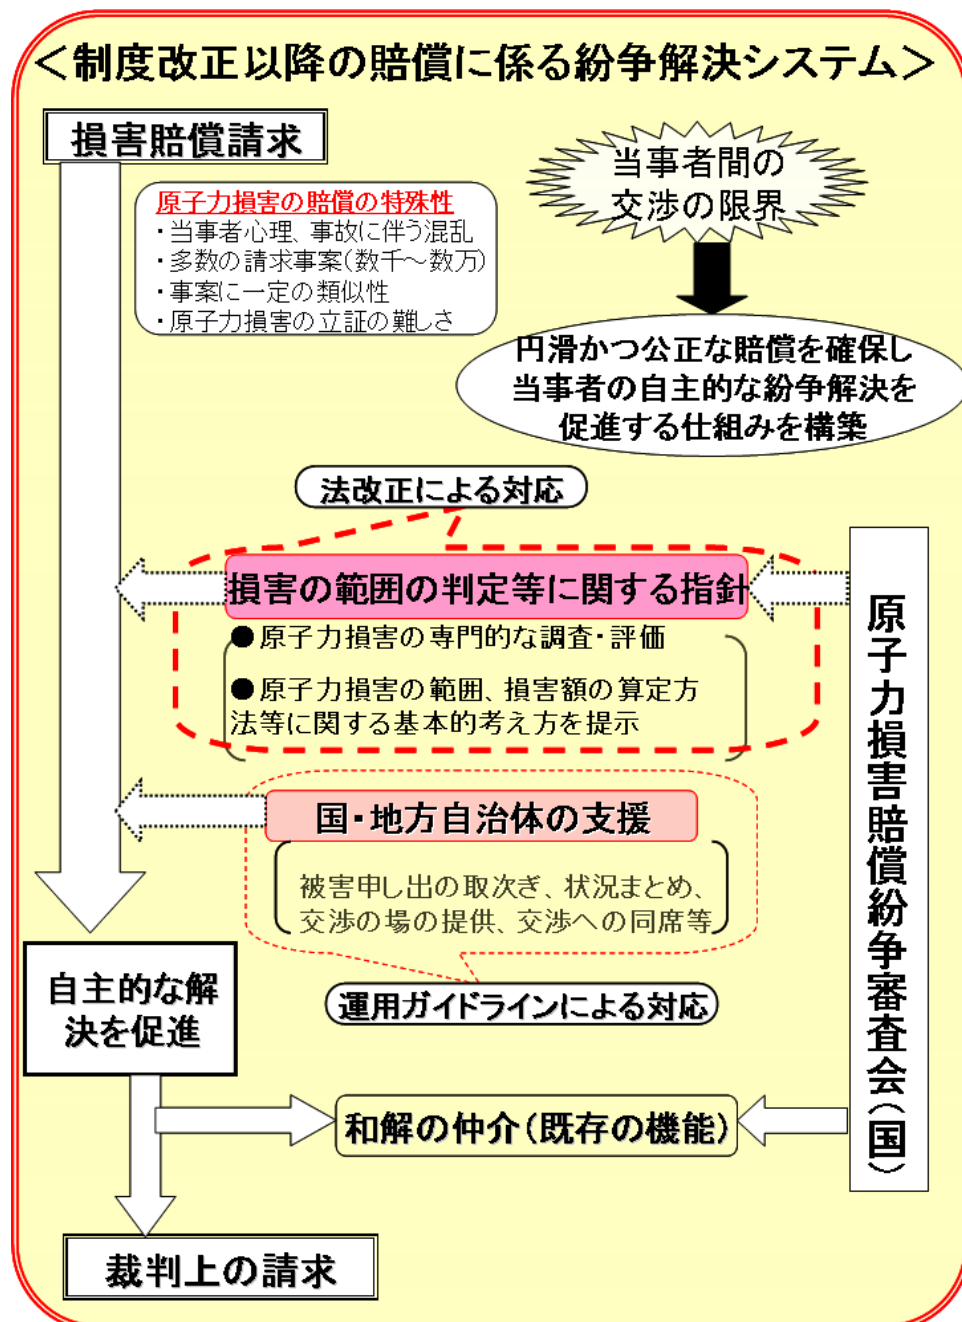 ＜制度改正以降の賠償に係る紛争解決システム＞
損害賠償請求
原子力損害の賠償の特殊性
・当事者心理、事故に伴う混乱
・多数の請求事案(数千～数万)
・事案に一定の類似性
・原子力損害の立証の難しさ
当事者間の
交渉の限界
円滑かつ公正な賠償を確保し
当事者の自主的な紛争解決を
促進する仕組みを構築
法改正による対応
損害の範囲の判定等に関する指針
●原子力損害の専門的な調査・評価
●原子力損害の範囲、損害額の算定方
法等に関する基本的考え方を提示
国・地方自治体の支援
被害申し出の取次ぎ、状況まとめ、
交渉の場の提供、交渉への同席等
運用ガイドラインによる対応
原子力損害賠償紛争審査会(国)
自主的な解
決を促進
和解の仲介(既存の機能)
裁判上の請求